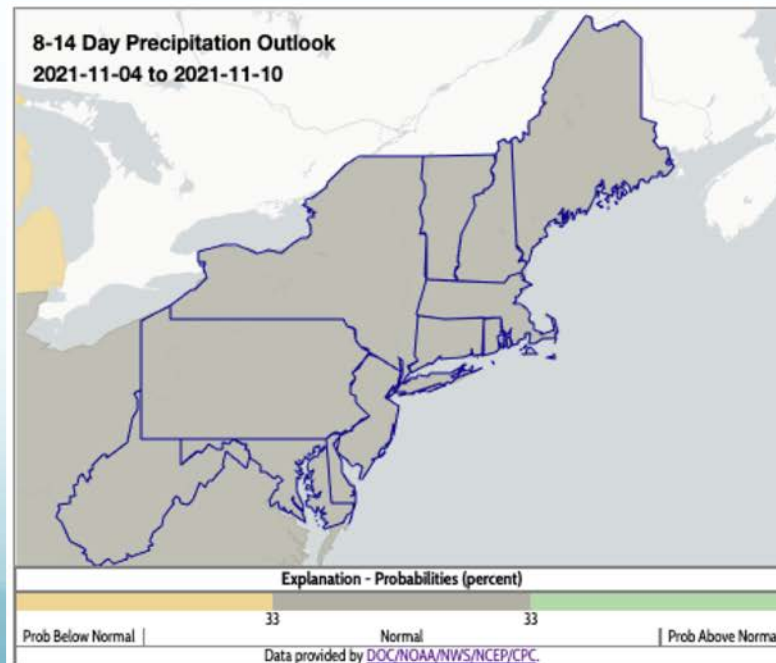 8-14 Day Precipitation Outlook
2021-11-04 to 2021-11-10
Explanation - Probabilities (percent)
33 33
Prob Below Normal Normal Prob Above Normal
Data provided by DOC/NOAA/NWS/NCEP/CPC.